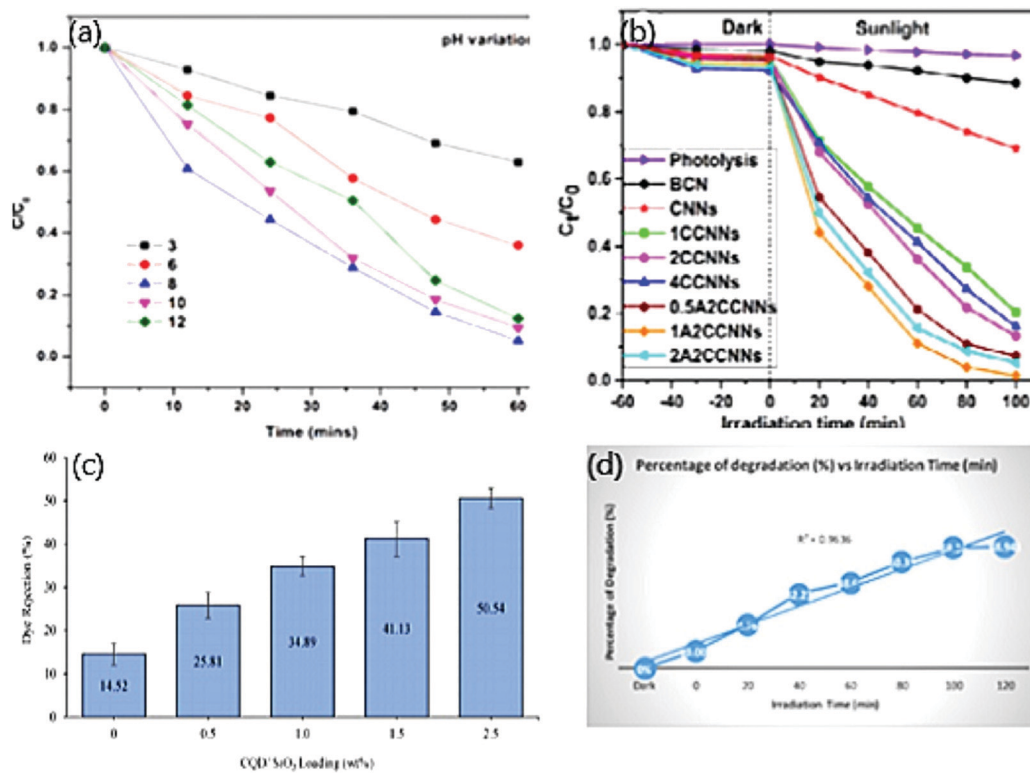 (a)
pH variation
C/C₀
1.0
0.8
0.6
0.4
0.2
0.0
3
6
8
10
12
0 10 20 30 40 50 60
Time (mins)
(b)
Dark Sunlight
Cₜ/C₀
1.0
0.8
0.6
0.4
0.2
0.0
Photolysis
BCN
CNNs
1CCNNs
2CCNNs
4CCNNs
0.5A2CCNNs
1A2CCNNs
2A2CCNNs
-60 -40 -20 0 20 40 60 80 100
Irradiation time (min)
(c)
Dye Rejection (%)
60
50
40
30
20
10
0
14.52
25.81
34.89
41.13
50.54
0 0.5 1.0 1.5 2.5
Loading (wt%)
(d)
Percentage of degradation (%) vs Irradiation Time (min)
Percentage of Degradation (%)
R² = 0.9636
0%
Dark 0 20 40 60 80 100 120
Irradiation Time (min)